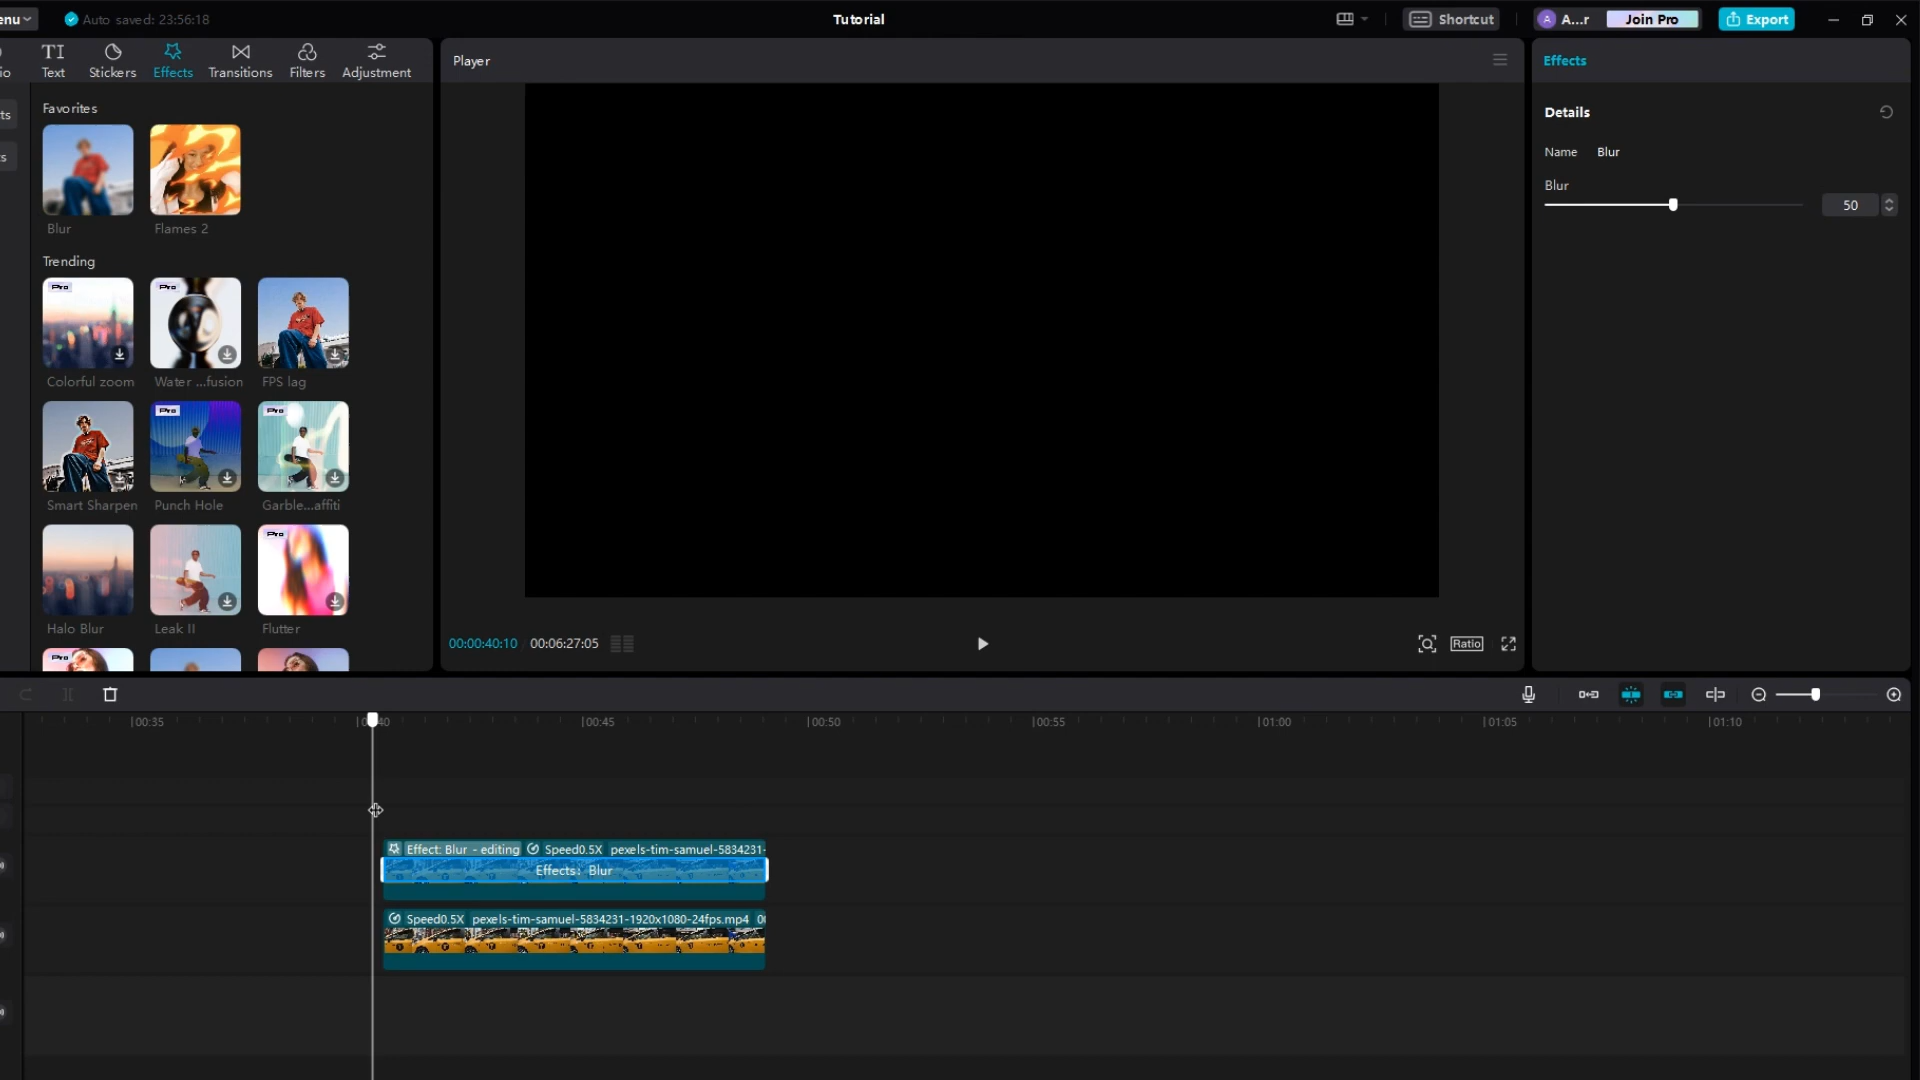 enu
Auto saved: 23:56:18
Tutorial
Shortcut
A
A...r
Join Pro
Export
io
TI
Text
Stickers
Effects
Transitions
Filters
Adjustment
Player
Effects
ts
s
Favorites
Blur
Flames 2
Trending
Pro
Pro
Colorful zoom
Water ...fusion
FPS lag
Pro
Pro
Smart Sharpen
Punch Hole
Garble...affiti
Pro
Halo Blur
Leak II
Flutter
Pro
Details
Name
Blur
Blur
50
00:00:40:10
00:06:27:05
Ratio
00:35
00:45
00:50
00:55
01:00
01:05
01:10
Effect: Blur - editing
Speed0.5X
pexels-tim-samuel-5834231-
Effects: Blur
Speed0.5X
pexels-tim-samuel-5834231-1920x1080-24fps.mp4